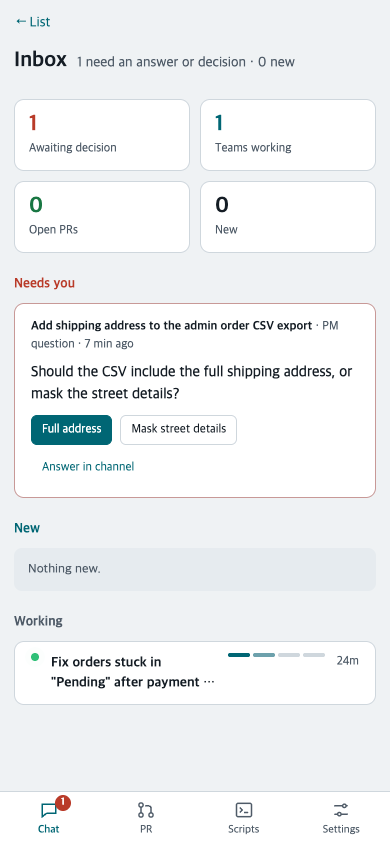 ← List
Inbox 1 need an answer or decision · 0 new
1
Awaiting decision
1
Teams working
0
Open PRs
0
New
Needs you
Add shipping address to the admin order CSV export · PM
question · 7 min ago
Should the CSV include the full shipping address, or
mask the street details?
Full address
Mask street details
Answer in channel
New
Nothing new.
Working
Fix orders stuck in
"Pending" after payment ···
24m
1
Chat
PR
Scripts
Settings